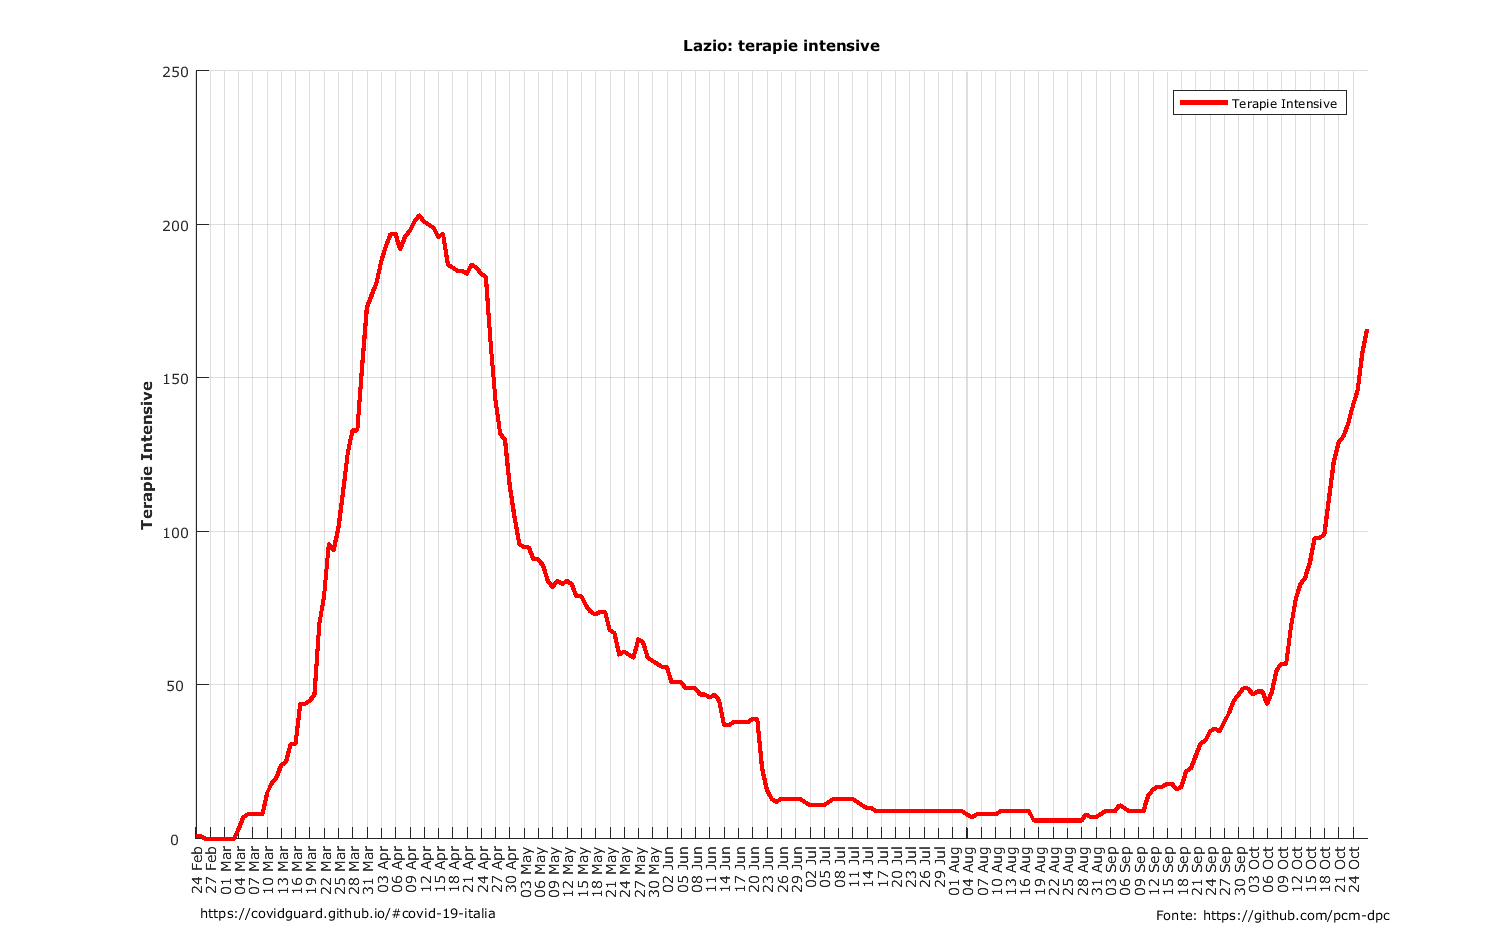 Lazio: terapie intensive
Terapie Intensive
250
200
150
100
50
0
Terapie Intensive
24 Feb
27 Feb
01 Mar
04 Mar
07 Mar
10 Mar
13 Mar
16 Mar
19 Mar
22 Mar
25 Mar
28 Mar
31 Mar
03 Apr
06 Apr
09 Apr
12 Apr
15 Apr
18 Apr
21 Apr
24 Apr
27 Apr
30 Apr
03 May
06 May
09 May
12 May
15 May
18 May
21 May
24 May
27 May
30 May
02 Jun
05 Jun
08 Jun
11 Jun
14 Jun
17 Jun
20 Jun
23 Jun
26 Jun
29 Jun
02 Jul
05 Jul
08 Jul
11 Jul
14 Jul
17 Jul
20 Jul
23 Jul
26 Jul
29 Jul
01 Aug
04 Aug
07 Aug
10 Aug
13 Aug
16 Aug
19 Aug
22 Aug
25 Aug
28 Aug
31 Aug
03 Sep
06 Sep
09 Sep
12 Sep
15 Sep
18 Sep
21 Sep
24 Sep
27 Sep
30 Sep
03 Oct
06 Oct
09 Oct
12 Oct
15 Oct
18 Oct
21 Oct
24 Oct
https://covidguard.github.io/#covid-19-italia
Fonte: https://github.com/pcm-dpc